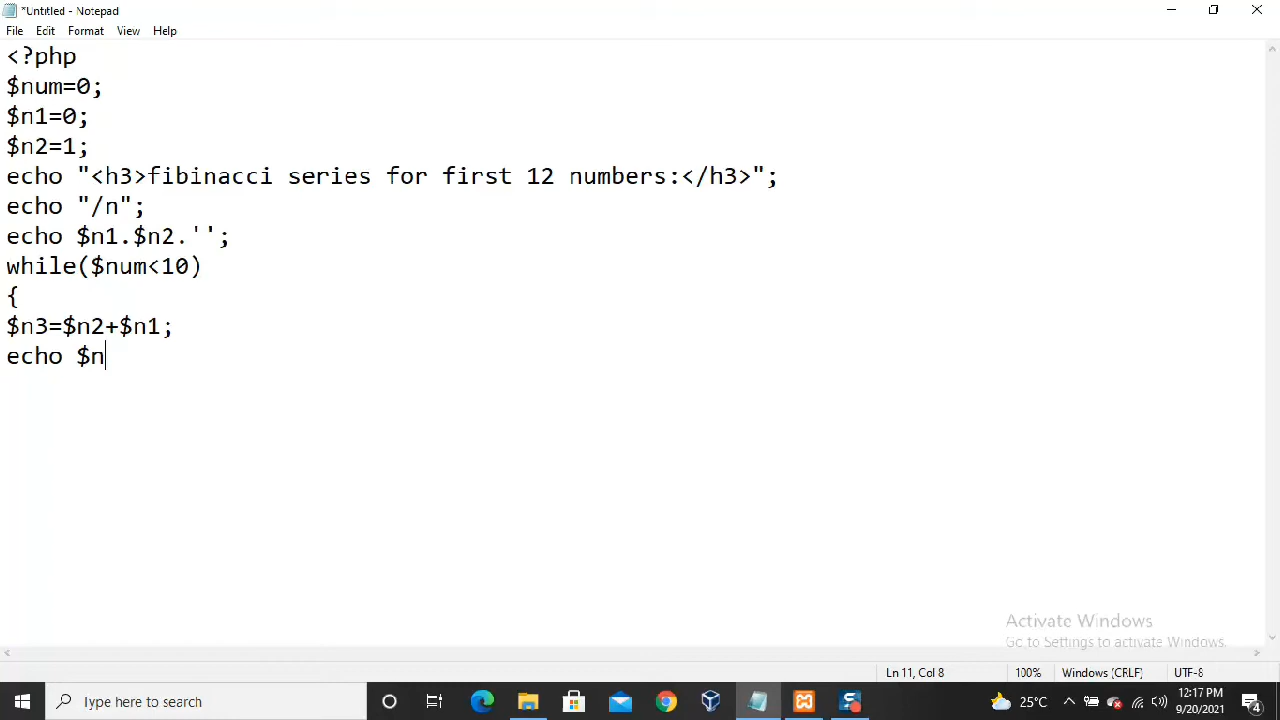 *Untitled - Notepad
File Edit Format View Help
<?php
$num=0;
$n1=0;
$n2=1;
echo "<h3>fibinacci series for first 12 numbers:</h3>";
echo "/n";
echo $n1.$n2.'';
while($num<10)
{
$n3=$n2+$n1;
echo $n
Activate Windows
Go to Settings to activate Windows.
Ln 11, Col 8 100% Windows (CRLF) UTF-8
Type here to search
25°C
12:17 PM
9/20/2021
4